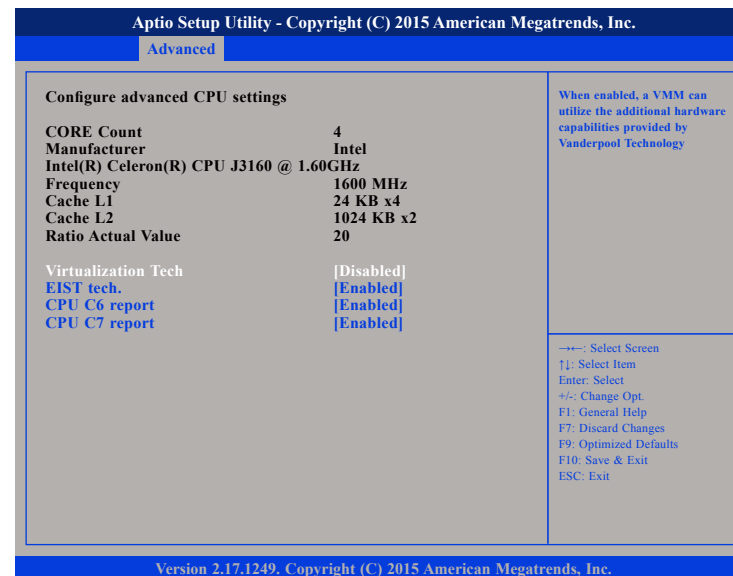 Aptio Setup Utility - Copyright (C) 2015 American Megatrends, Inc.
Advanced
Configure advanced CPU settings
CORE Count 4
Manufacturer Intel
Intel(R) Celeron(R) CPU J3160 @ 1.60GHz
Frequency 1600 MHz
Cache L1 24 KB x4
Cache L2 1024 KB x2
Ratio Actual Value 20
Virtualization Tech [Disabled]
EIST tech. [Enabled]
CPU C6 report [Enabled]
CPU C7 report [Enabled]
When enabled, a VMM can
utilize the additional hardware
capabilities provided by
Vanderpool Technology
→←: Select Screen
↑↓: Select Item
Enter: Select
+/-: Change Opt.
F1: General Help
F7: Discard Changes
F9: Optimized Defaults
F10: Save & Exit
ESC: Exit
Version 2.17.1249. Copyright (C) 2015 American Megatrends, Inc.